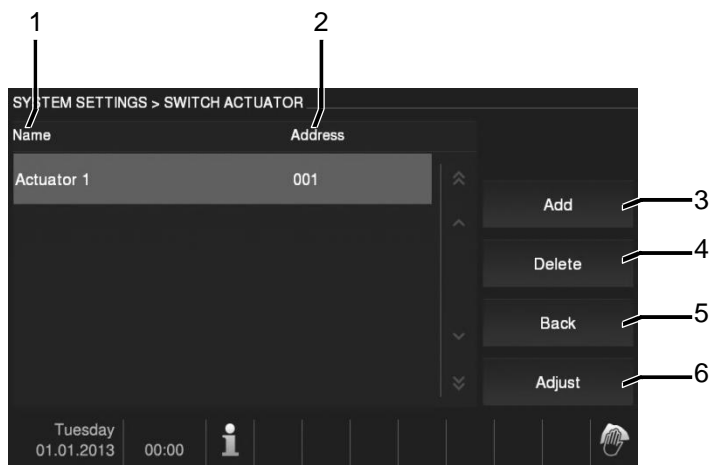 1 2
SYSTEM SETTINGS > SWITCH ACTUATOR
Name Address
Actuator 1 001
Add 3
Delete 4
Back 5
Adjust 6
Tuesday
01.01.2013 00:00 i